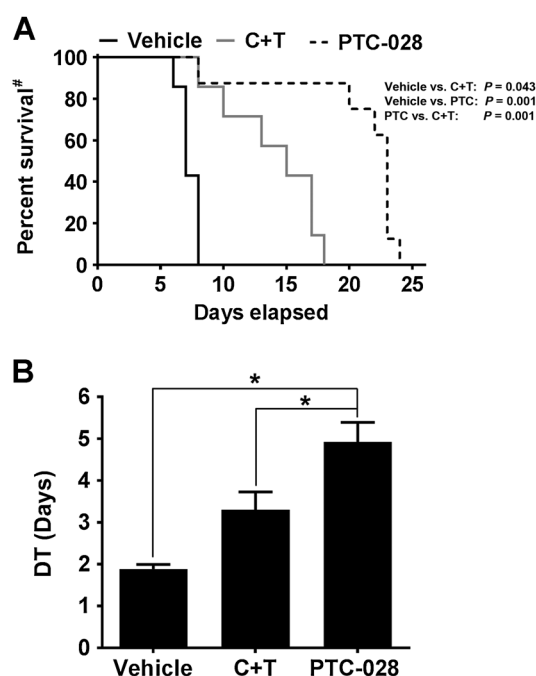 A
Vehicle C+T PTC-028
Percent survival#
100
80
60
40
20
0
Vehicle vs. C+T: P = 0.043
Vehicle vs. PTC: P = 0.001
PTC vs. C+T: P = 0.001
0 5 10 15 20 25
Days elapsed
B
DT (Days)
6
5
4
3
2
1
0
*
*
Vehicle C+T PTC-028